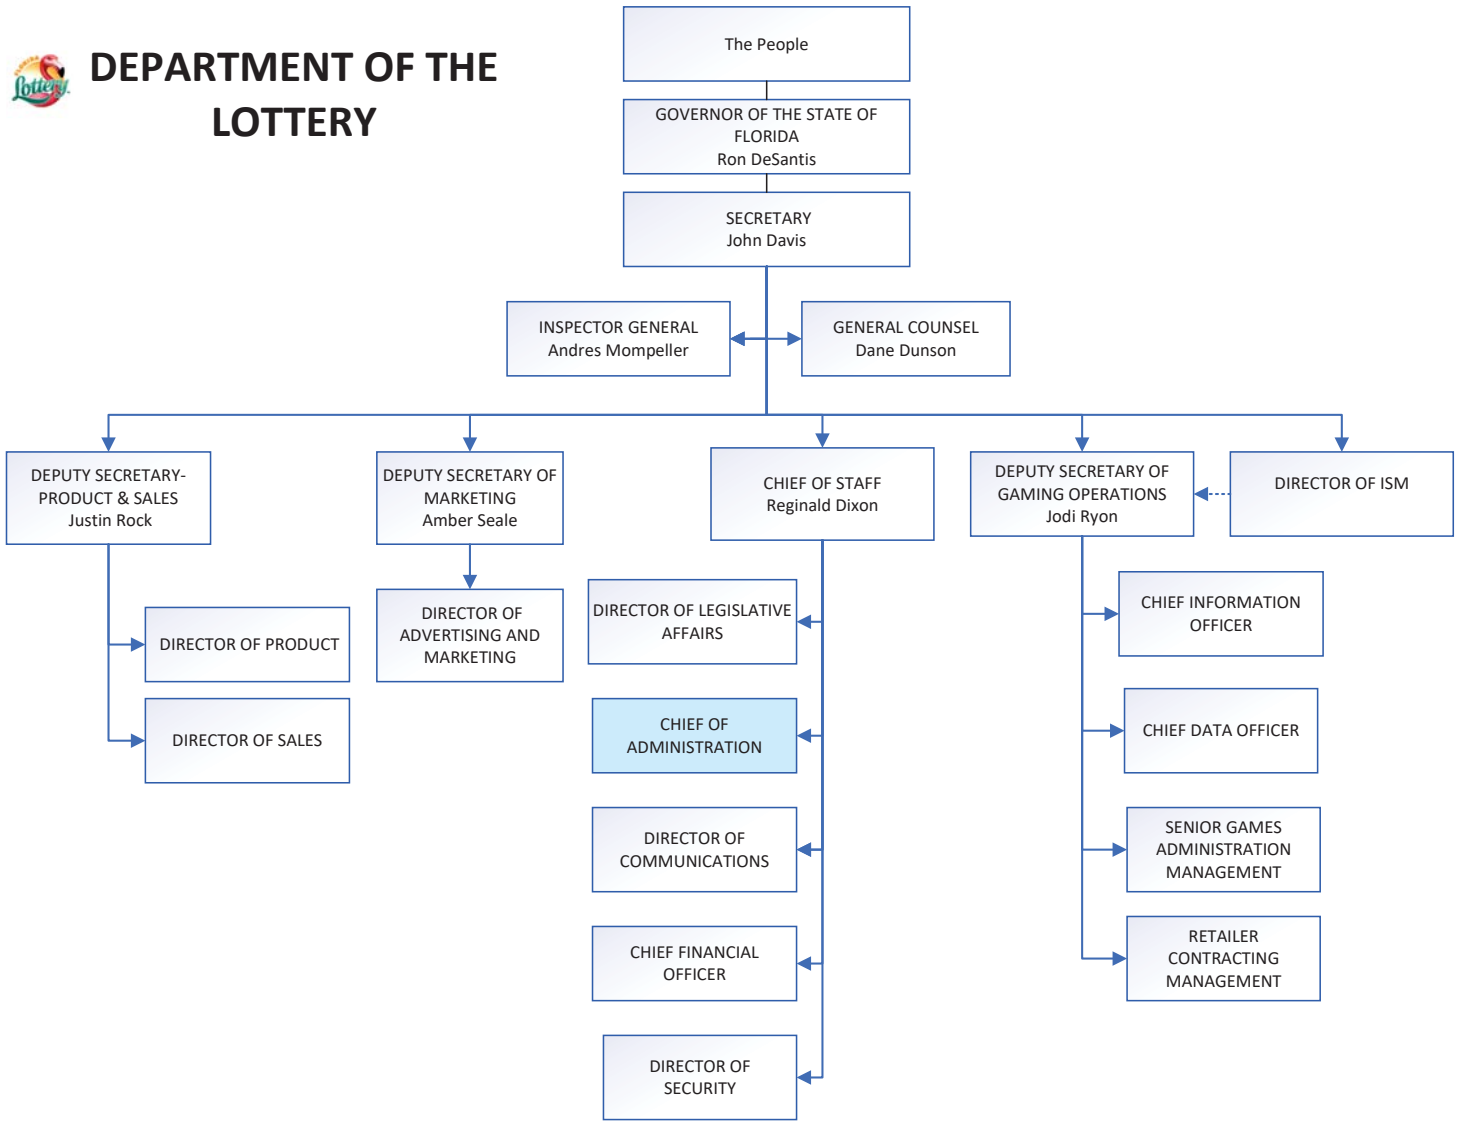 FLORIDA
Lottery
DEPARTMENT OF THE
LOTTERY
The People
GOVERNOR OF THE STATE OF
FLORIDA
Ron DeSantis
SECRETARY
John Davis
INSPECTOR GENERAL
Andres Mompeller
GENERAL COUNSEL
Dane Dunson
DEPUTY SECRETARY-
PRODUCT & SALES
Justin Rock
DEPUTY SECRETARY OF
MARKETING
Amber Seale
CHIEF OF STAFF
Reginald Dixon
DEPUTY SECRETARY OF
GAMING OPERATIONS
Jodi Ryon
DIRECTOR OF ISM
DIRECTOR OF PRODUCT
DIRECTOR OF SALES
DIRECTOR OF
ADVERTISING AND
MARKETING
DIRECTOR OF LEGISLATIVE
AFFAIRS
CHIEF OF
ADMINISTRATION
DIRECTOR OF
COMMUNICATIONS
CHIEF FINANCIAL
OFFICER
DIRECTOR OF
SECURITY
CHIEF INFORMATION
OFFICER
CHIEF DATA OFFICER
SENIOR GAMES
ADMINISTRATION
MANAGEMENT
RETAILER
CONTRACTING
MANAGEMENT